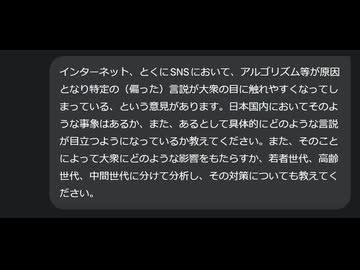 インターネット、とくにSNSにおいて、アルゴリズム等が原因
となり特定の（偏った）言説が大衆の目に触れやすくなってし
まっている、という意見があります。日本国内においてそのよ
うな事象はあるか、また、あるとして具体的にどのような言説
が目立つようになっているか教えてください。また、そのこと
によって大衆にどのような影響をもたらすか、若者世代、高齢
世代、中間世代に分けて分析し、その対策についても教えてく
ださい。